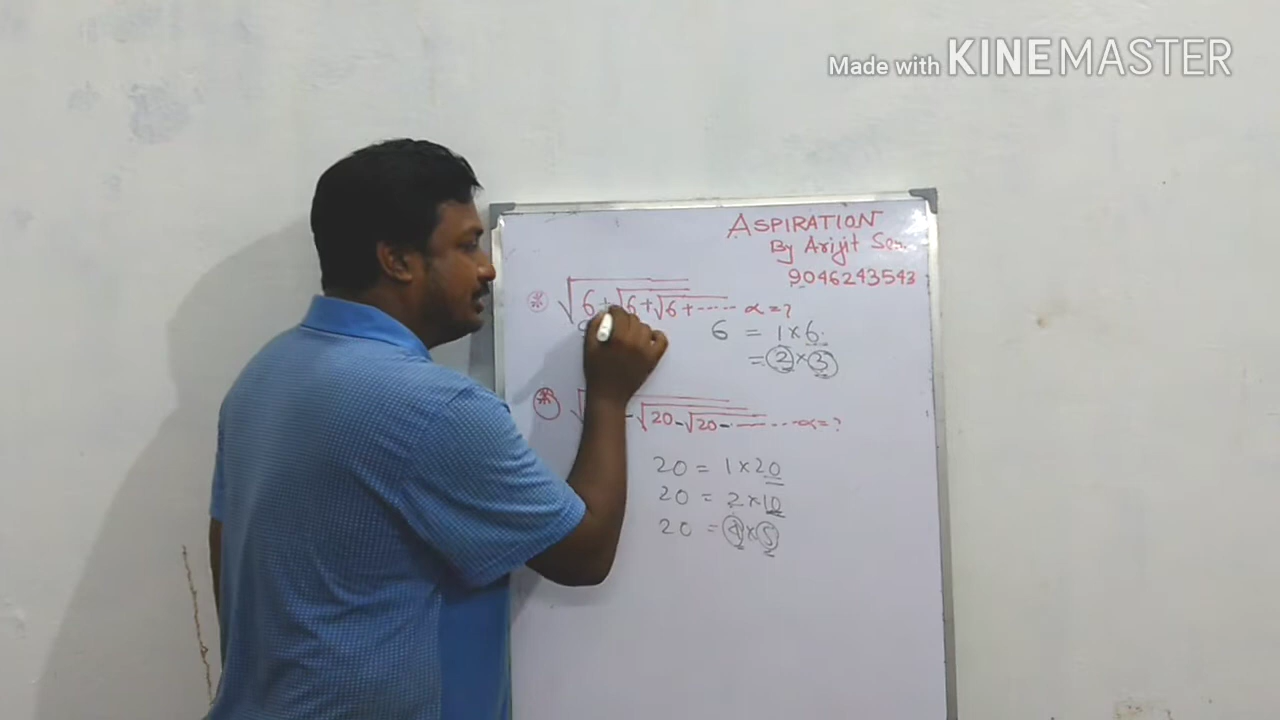 Made with KINEMASTER
ASPIRATION
By Arijit Sen
9046243543
* √6+√6+√6+----- α=?
6 = 1×6.
= 2×3
* √ - √20-√20------- ---α=?
20 = 1×20
20 = 2×10
20 = 4×5